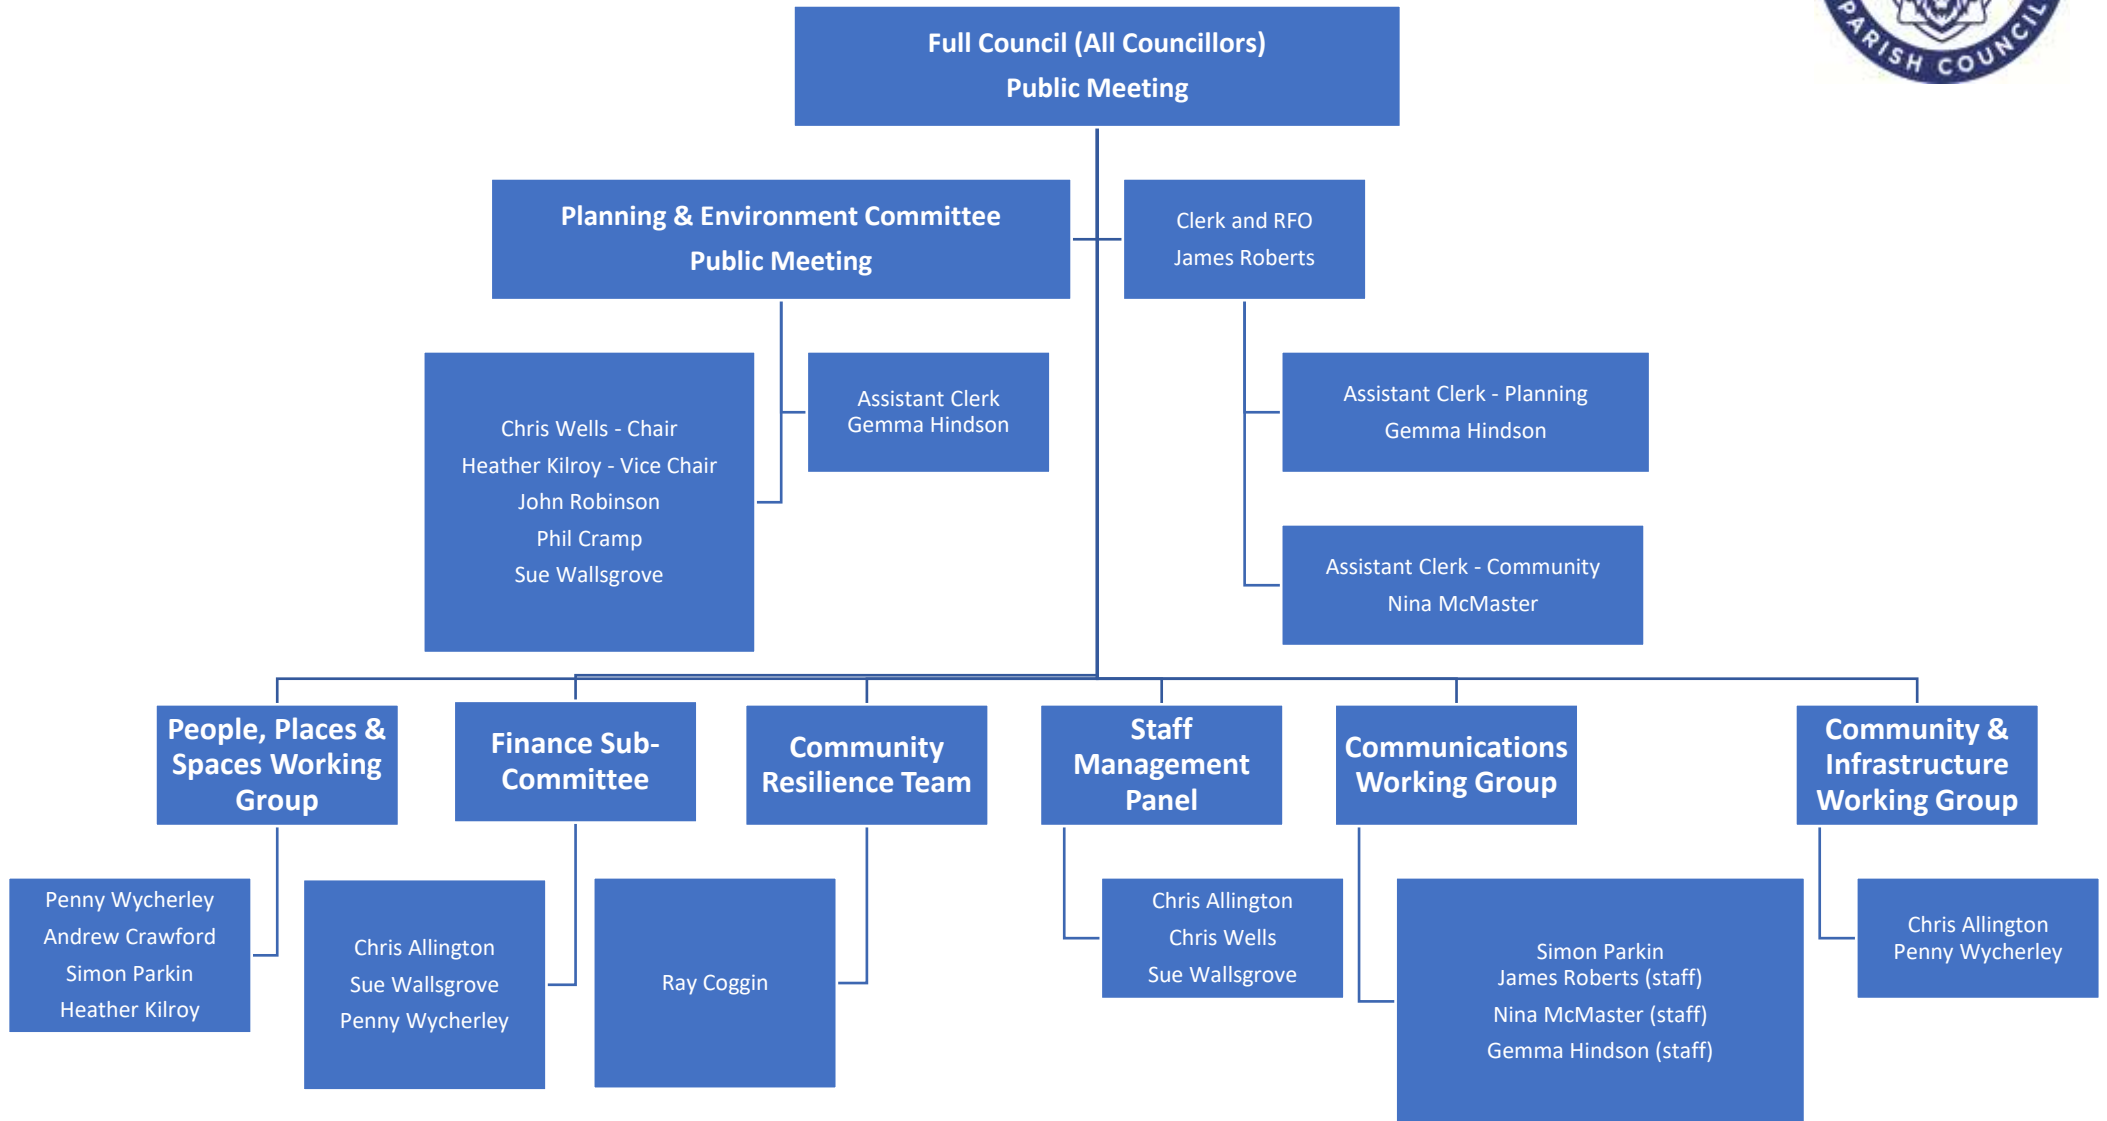 PARISH COUNCIL
Full Council (All Councillors)
Public Meeting
Planning & Environment Committee
Public Meeting
Clerk and RFO
James Roberts
Chris Wells - Chair
Heather Kilroy - Vice Chair
John Robinson
Phil Cramp
Sue Wallsgrove
Assistant Clerk
Gemma Hindson
Assistant Clerk - Planning
Gemma Hindson
Assistant Clerk - Community
Nina McMaster
People, Places &
Spaces Working
Group
Finance Sub-
Committee
Community
Resilience Team
Staff
Management
Panel
Communications
Working Group
Community &
Infrastructure
Working Group
Penny Wycherley
Andrew Crawford
Simon Parkin
Heather Kilroy
Chris Allington
Sue Wallsgrove
Penny Wycherley
Ray Coggin
Chris Allington
Chris Wells
Sue Wallsgrove
Simon Parkin
James Roberts (staff)
Nina McMaster (staff)
Gemma Hindson (staff)
Chris Allington
Penny Wycherley